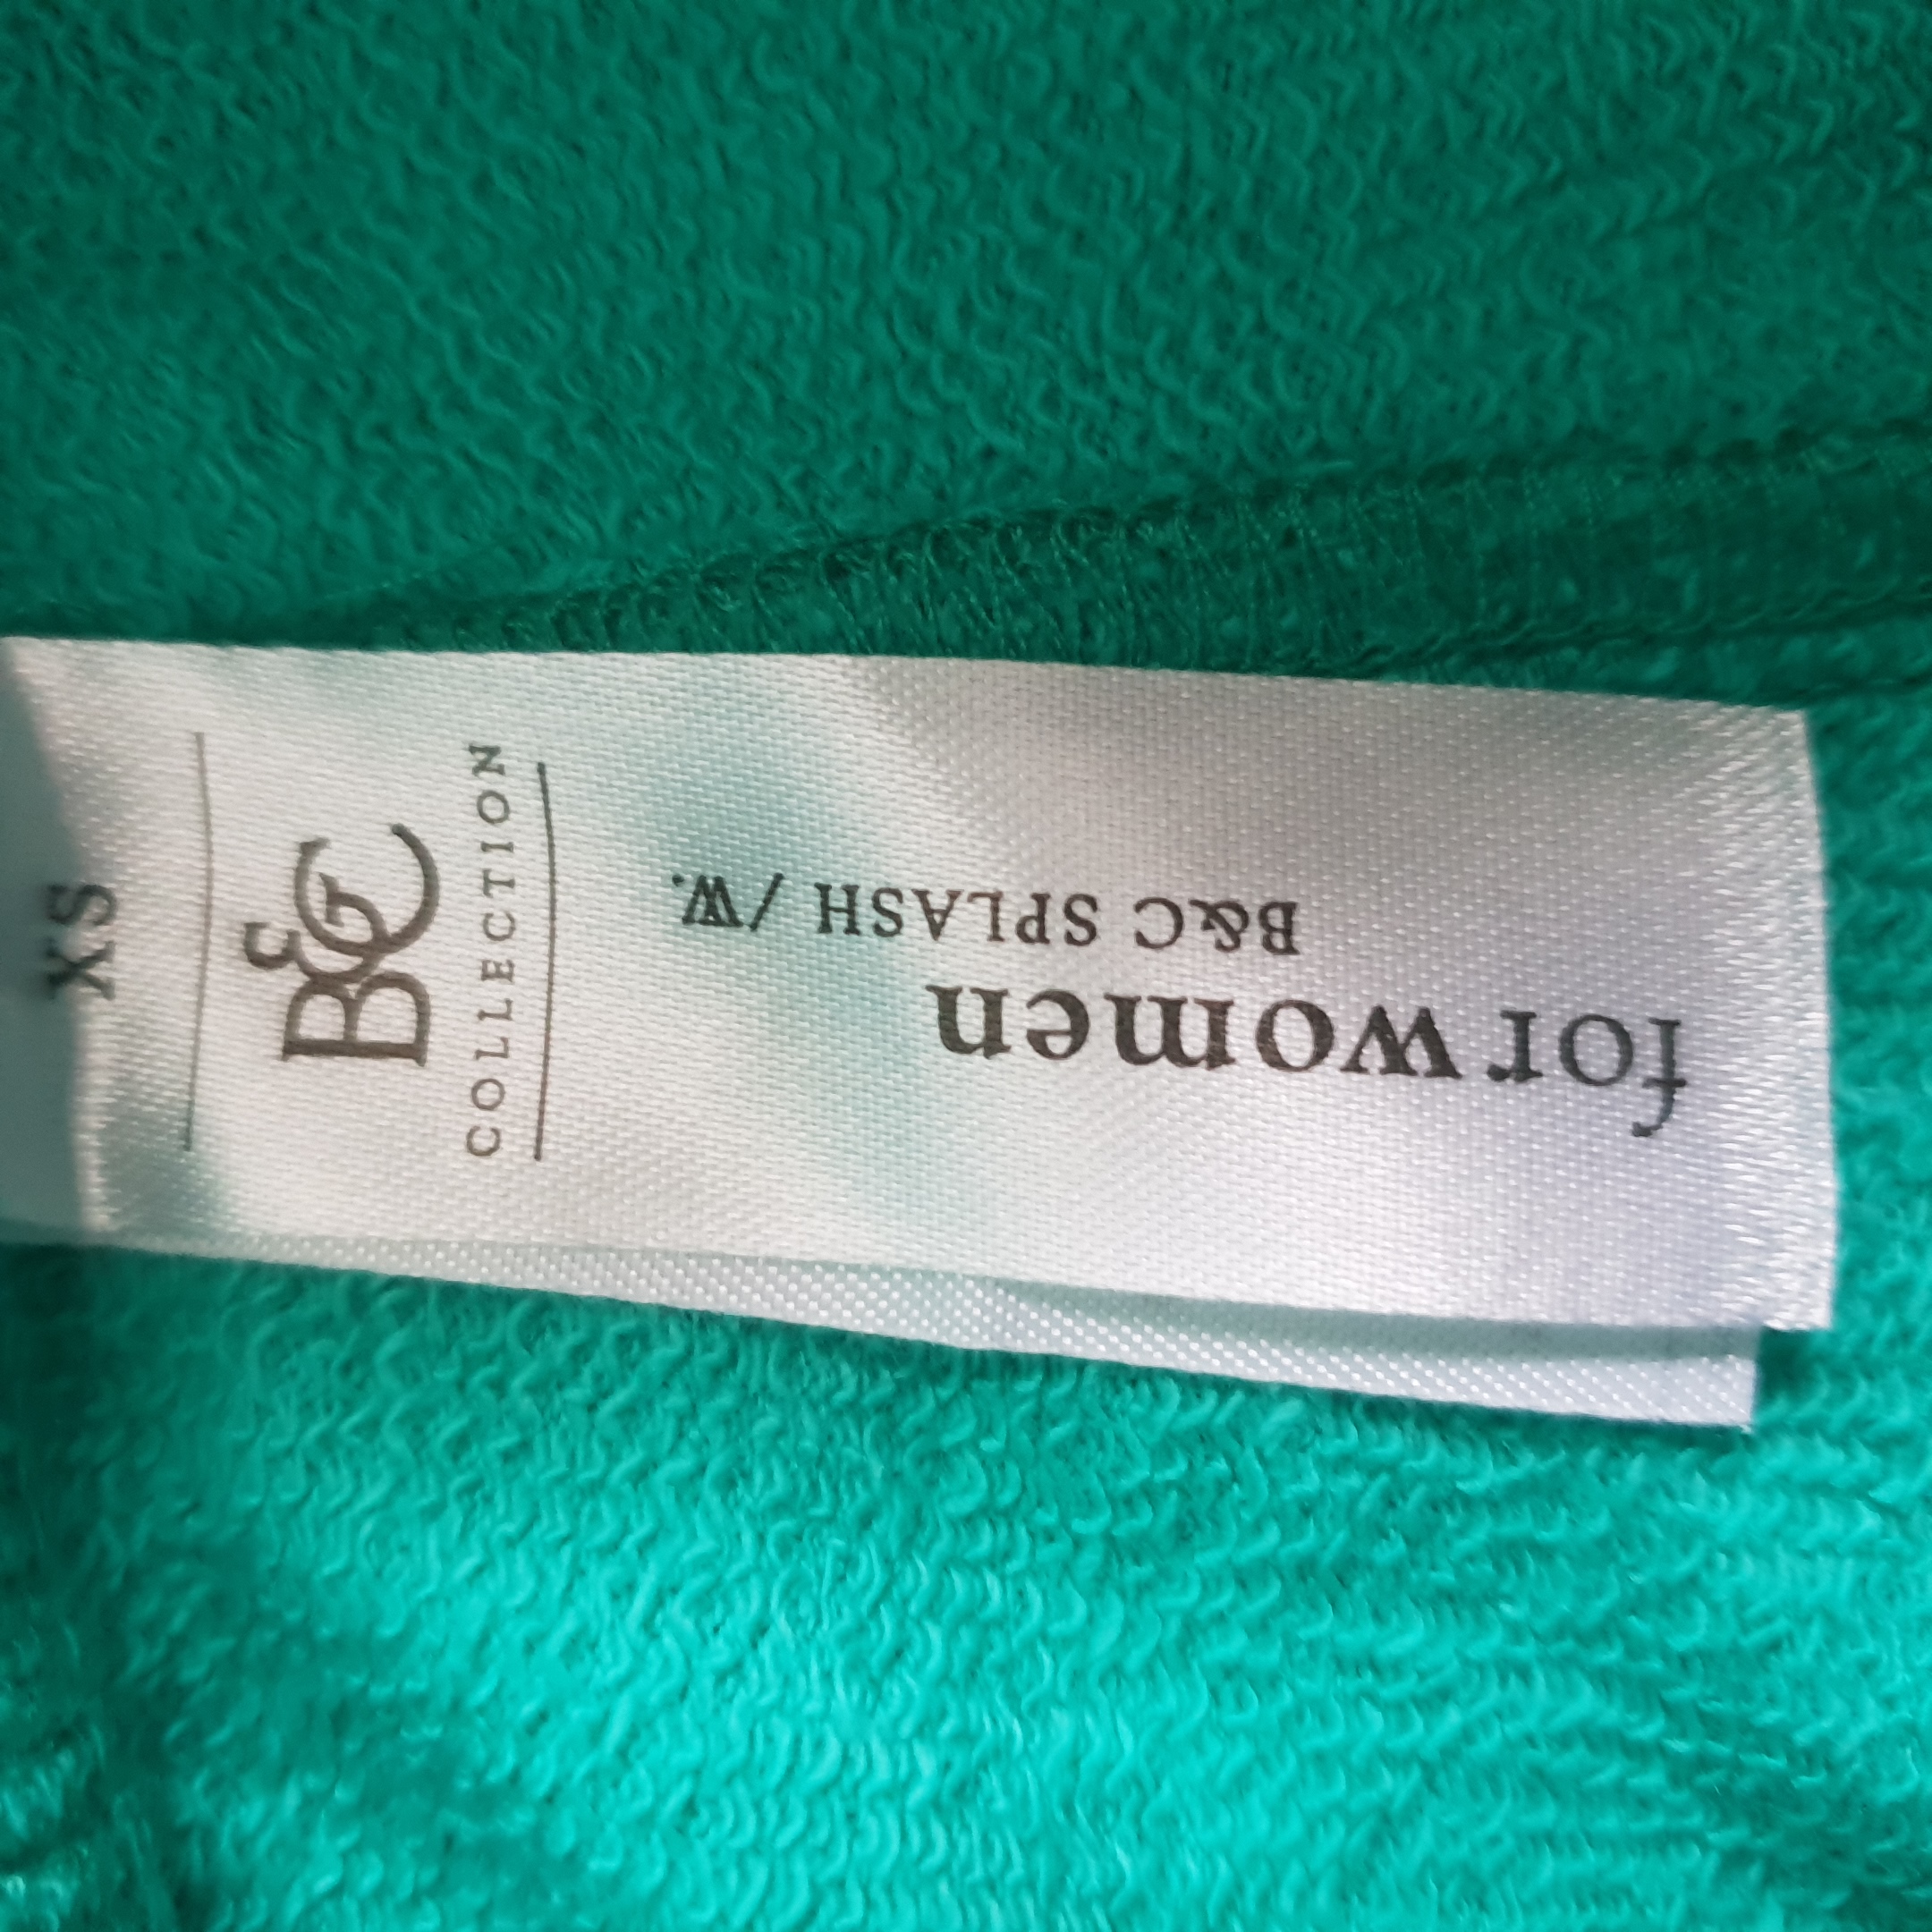 XS
B&C
COLLECTION
for women
B&C SPLASH /W.